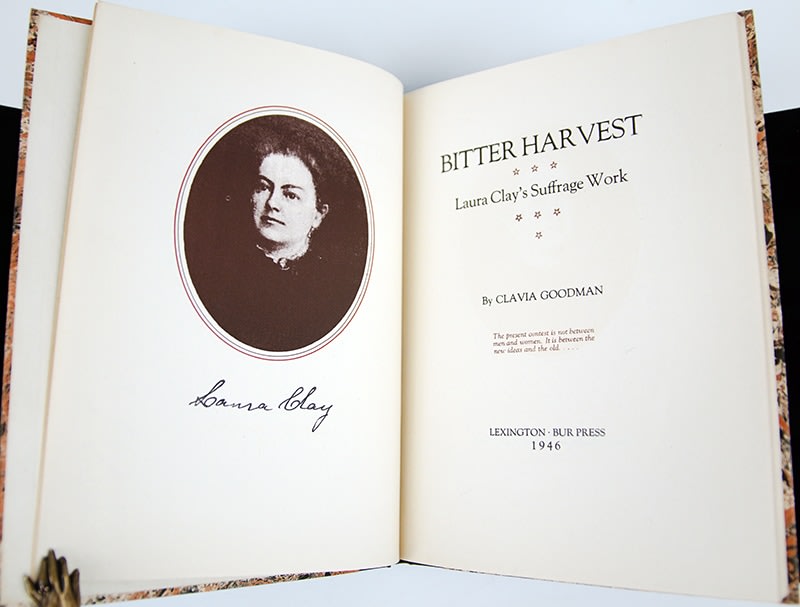 Laura Clay
BITTER HARVEST
Laura Clay's Suffrage Work
By CLAVIA GOODMAN
The present contest is not between
men and women. It is between the
new ideas and the old. . . . .
LEXINGTON · BUR PRESS
1946